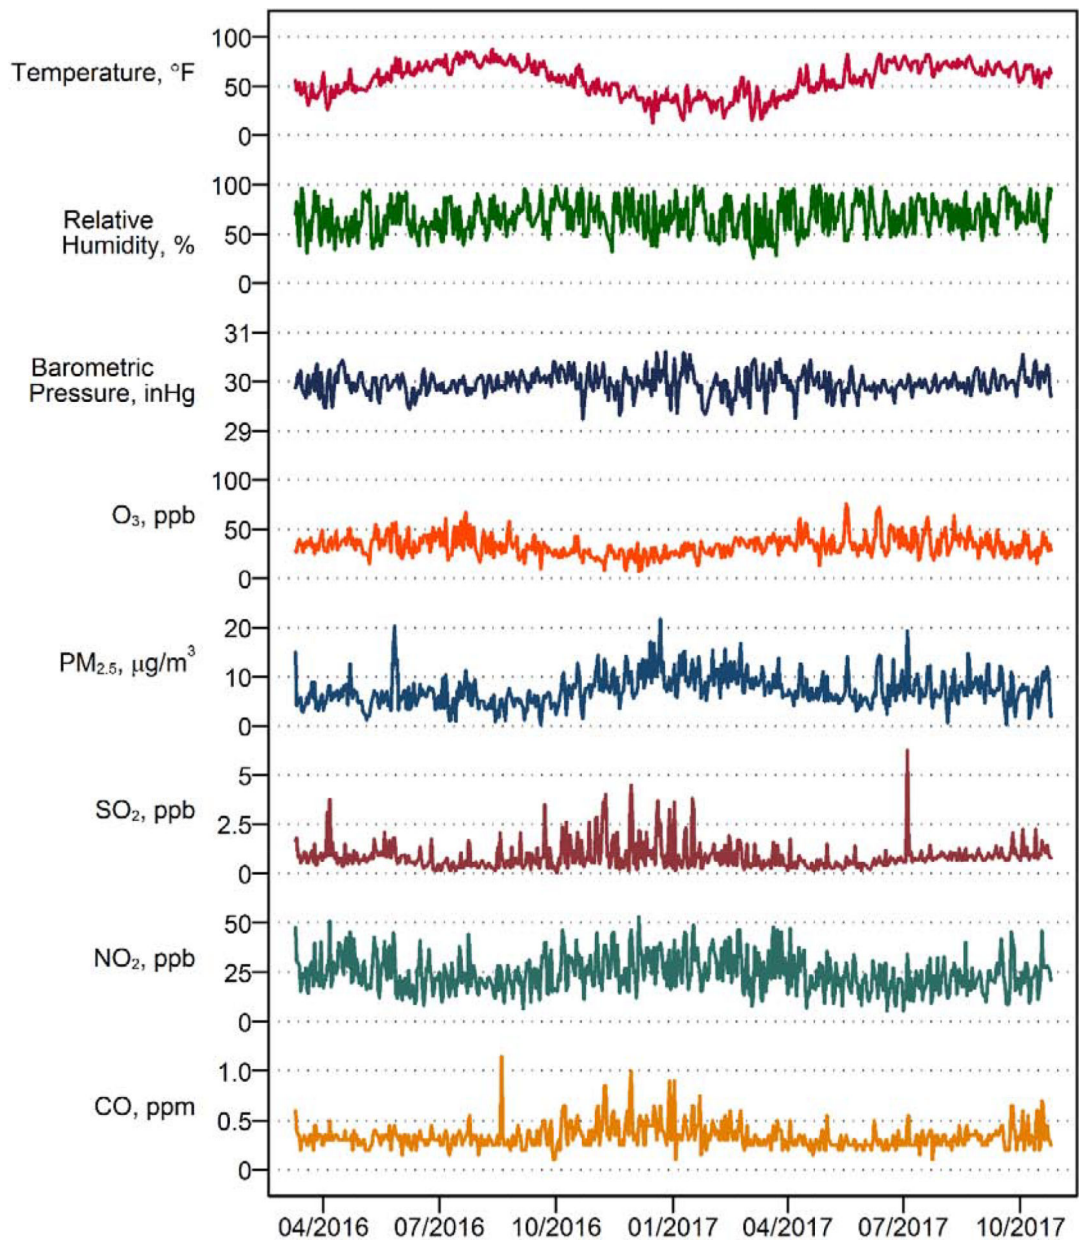 100
Temperature, °F
50
0
100
Relative
Humidity, %
50
0
31
Barometric
Pressure, inHg
30
29
100
O₃, ppb
50
0
20
PM₂.₅, μg/m³
10
0
5
SO₂, ppb
2.5
0
50
NO₂, ppb
25
0
1.0
CO, ppm
0.5
0
04/2016 07/2016 10/2016 01/2017 04/2017 07/2017 10/2017